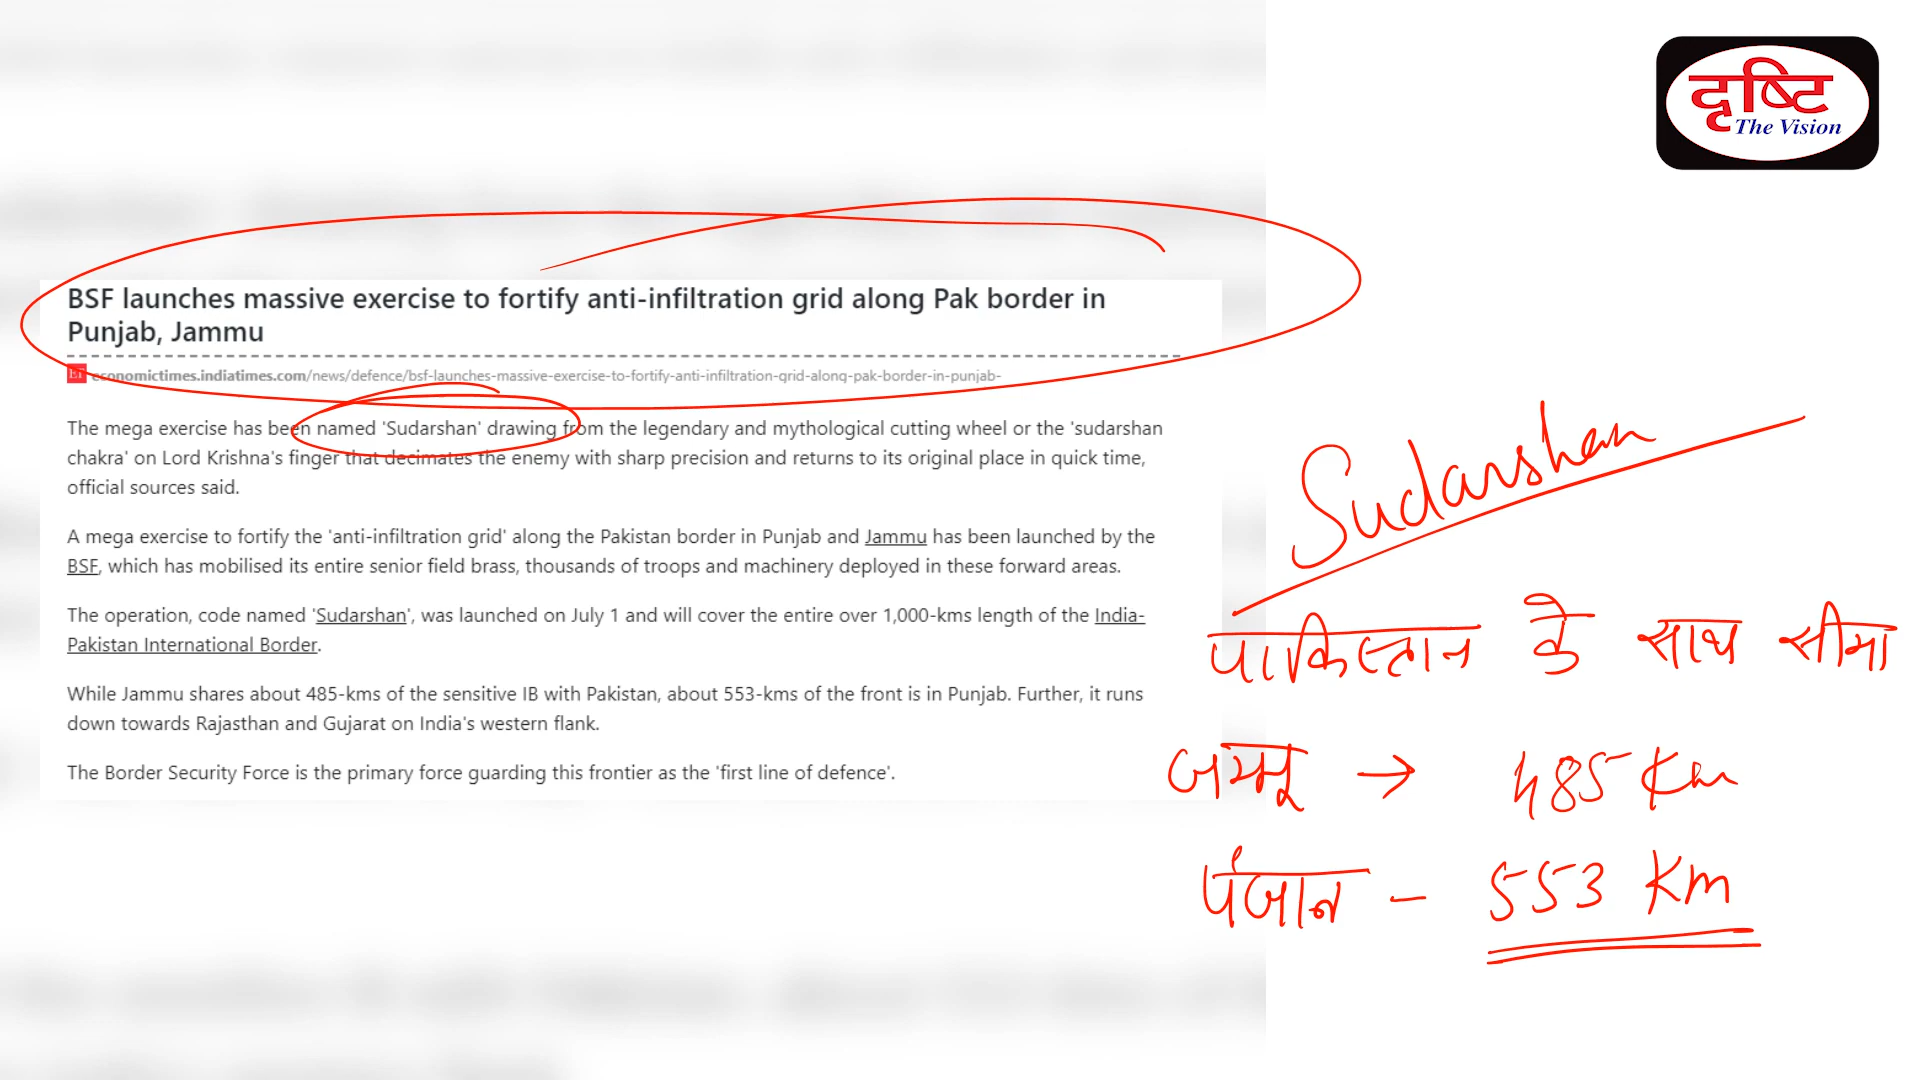 दृष्टि
The Vision
BSF launches massive exercise to fortify anti-infiltration grid along Pak border in
Punjab, Jammu
ET economictimes.indiatimes.com/news/defence/bsf-launches-massive-exercise-to-fortify-anti-infiltration-grid-along-pak-border-in-punjab-
The mega exercise has been named 'Sudarshan' drawing from the legendary and mythological cutting wheel or the 'sudarshan
chakra' on Lord Krishna's finger that decimates the enemy with sharp precision and returns to its original place in quick time,
official sources said.
A mega exercise to fortify the 'anti-infiltration grid' along the Pakistan border in Punjab and Jammu has been launched by the
BSF, which has mobilised its entire senior field brass, thousands of troops and machinery deployed in these forward areas.
The operation, code named 'Sudarshan', was launched on July 1 and will cover the entire over 1,000-kms length of the India-
Pakistan International Border.
While Jammu shares about 485-kms of the sensitive IB with Pakistan, about 553-kms of the front is in Punjab. Further, it runs
down towards Rajasthan and Gujarat on India's western flank.
The Border Security Force is the primary force guarding this frontier as the 'first line of defence'.
Sudarshan
पाकिस्तान के साथ सीमा
जम्मू → 485 Km
पंजाब - 553 Km